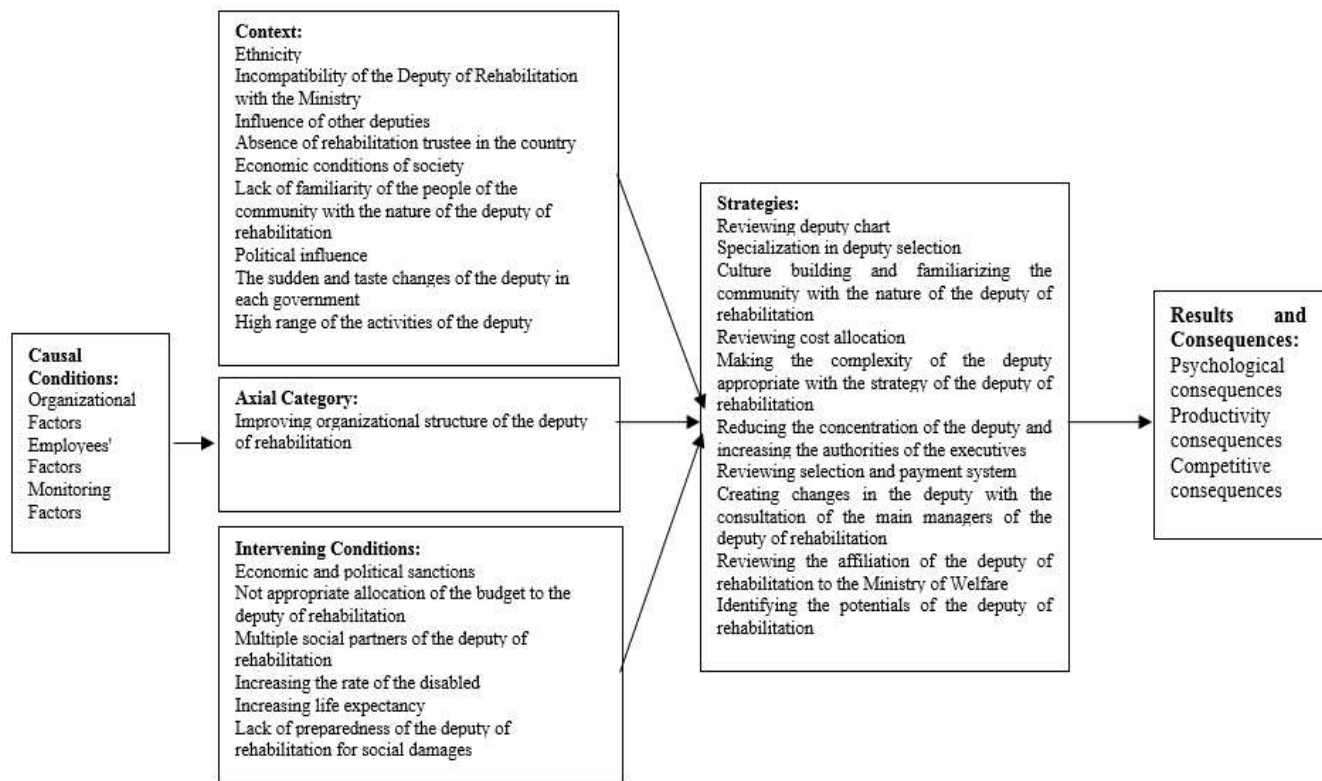 Causal
Conditions:
Organizational
Factors
Employees'
Factors
Monitoring
Factors
Context:
Ethnicity
Incompatibility of the Deputy of Rehabilitation
with the Ministry
Influence of other deputies
Absence of rehabilitation trustee in the country
Economic conditions of society
Lack of familiarity of the people of the
community with the nature of the deputy of
rehabilitation
Political influence
The sudden and taste changes of the deputy in
each government
High range of the activities of the deputy
Axial Category:
Improving organizational structure of the deputy
of rehabilitation
Intervening Conditions:
Economic and political sanctions
Not appropriate allocation of the budget to the
deputy of rehabilitation
Multiple social partners of the deputy of
rehabilitation
Increasing the rate of the disabled
Increasing life expectancy
Lack of preparedness of the deputy of
rehabilitation for social damages
Strategies:
Reviewing deputy chart
Specialization in deputy selection
Culture building and familiarizing the
community with the nature of the deputy of
rehabilitation
Reviewing cost allocation
Making the complexity of the deputy
appropriate with the strategy of the deputy of
rehabilitation
Reducing the concentration of the deputy and
increasing the authorities of the executives
Reviewing selection and payment system
Creating changes in the deputy with the
consultation of the main managers of the
deputy of rehabilitation
Reviewing the affiliation of the deputy of
rehabilitation to the Ministry of Welfare
Identifying the potentials of the deputy of
rehabilitation
Results and
Consequences:
Psychological
consequences
Productivity
consequences
Competitive
consequences